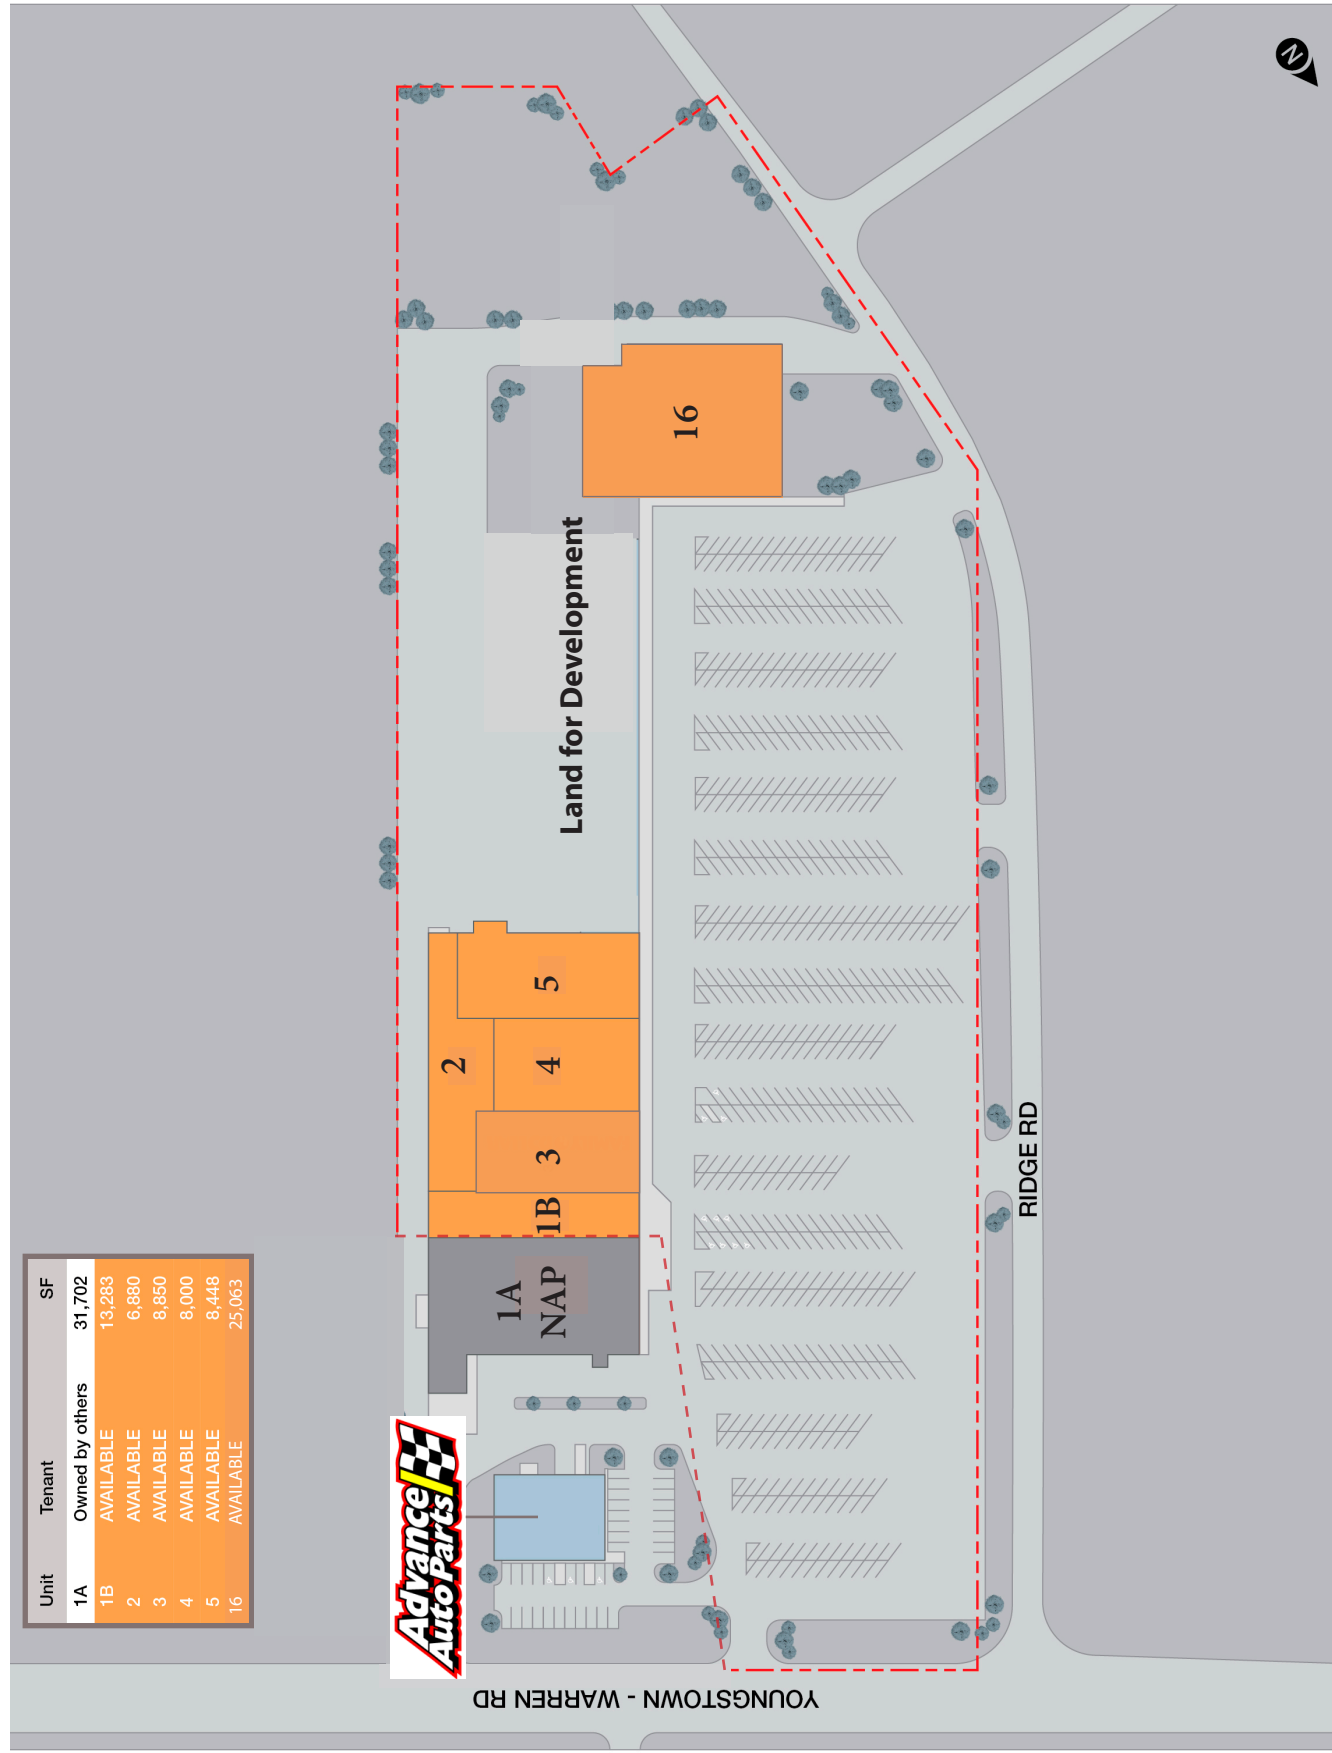 Unit Tenant SF
1A Owned by others 31,702
1B AVAILABLE 13,283
2 AVAILABLE 6,880
3 AVAILABLE 8,850
4 AVAILABLE 8,000
5 AVAILABLE 8,448
16 AVAILABLE 25,063
Advance
Auto Parts
1A
NAP
1B
3
2
4
5
Land for Development
16
YOUNGSTOWN - WARREN RD
RIDGE RD
N